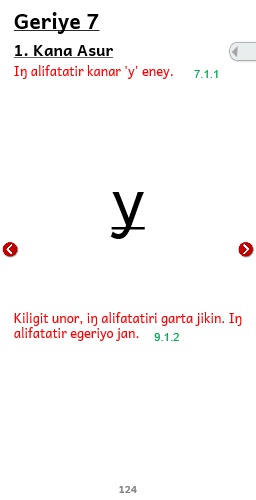 Geriye 7
1. Kana Asur
Iŋ alifatatir kanar 'y' eney.
7.1.1
y
Kiligit unor, iŋ alifatatiri garta jikin. Iŋ
alifatatir egeriyo jan.
9.1.2
124